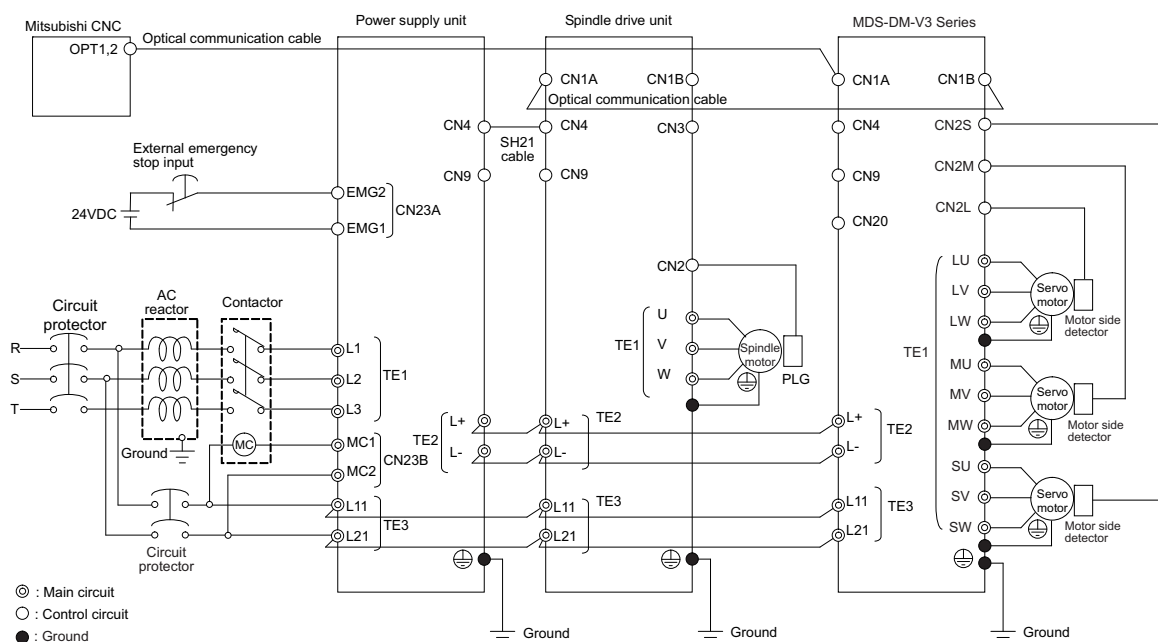 Power supply unit
Spindle drive unit
MDS-DM-V3 Series
Mitsubishi CNC
OPT1,2
Optical communication cable
CN1A
CN1B
CN1A
CN1B
Optical communication cable
CN4
CN4
CN3
CN4
CN2S
SH21
cable
External emergency
stop input
CN9
CN9
CN9
CN2M
24VDC
EMG2
EMG1
CN23A
CN20
CN2L
CN2
Circuit
protector
AC
reactor
Contactor
R
S
T
L1
L2
L3
TE1
Ground
MC
MC1
MC2
CN23B
L11
L21
TE3
Circuit
protector
TE2
L+
L-
L+
L-
TE2
L11
L21
TE3
TE1
U
V
W
Spindle
motor
PLG
L+
L-
TE2
L11
L21
TE3
TE1
LU
LV
LW
Servo
motor
Motor side
detector
MU
MV
MW
Servo
motor
Motor side
detector
SU
SV
SW
Servo
motor
Motor side
detector
Ground
Ground
Ground
: Main circuit
: Control circuit
: Ground